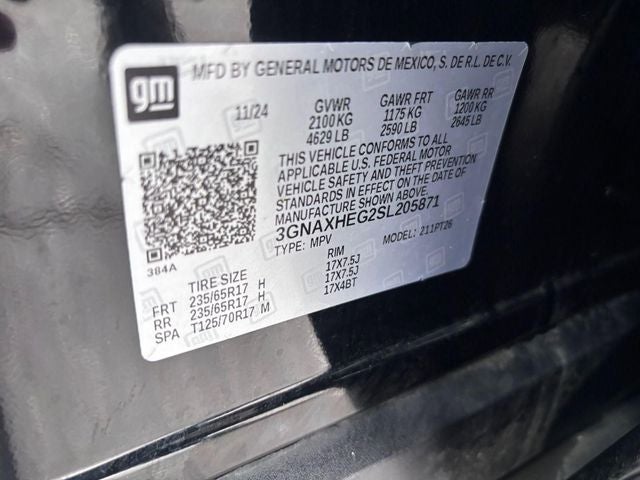 gm
MFD BY GENERAL MOTORS DE MEXICO, S. DE R.L. DE C.V.
11/24 GVWR GAWR FRT GAWR RR
2100 KG 1175 KG 1200 KG
4629 LB 2590 LB 2645 LB
THIS VEHICLE CONFORMS TO ALL
APPLICABLE U.S. FEDERAL MOTOR
VEHICLE SAFETY AND THEFT PREVENTION
STANDARDS IN EFFECT ON THE DATE OF
MANUFACTURE SHOWN ABOVE.
3GNAXHEG2SL205871
TYPE: MPV MODEL: 211PT26
384A
TIRE SIZE RIM
FRT 235/65R17 H 17X7.5J
RR 235/65R17 H 17X7.5J
SPA T125/70R17 M 17X4BT